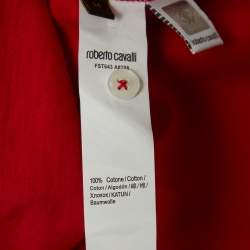 roberto cavalli
100% Cotone / Cotton /
Coton / Algodón / 綿 / 棉 /
Хлопок / KATUN /
Baumwolle